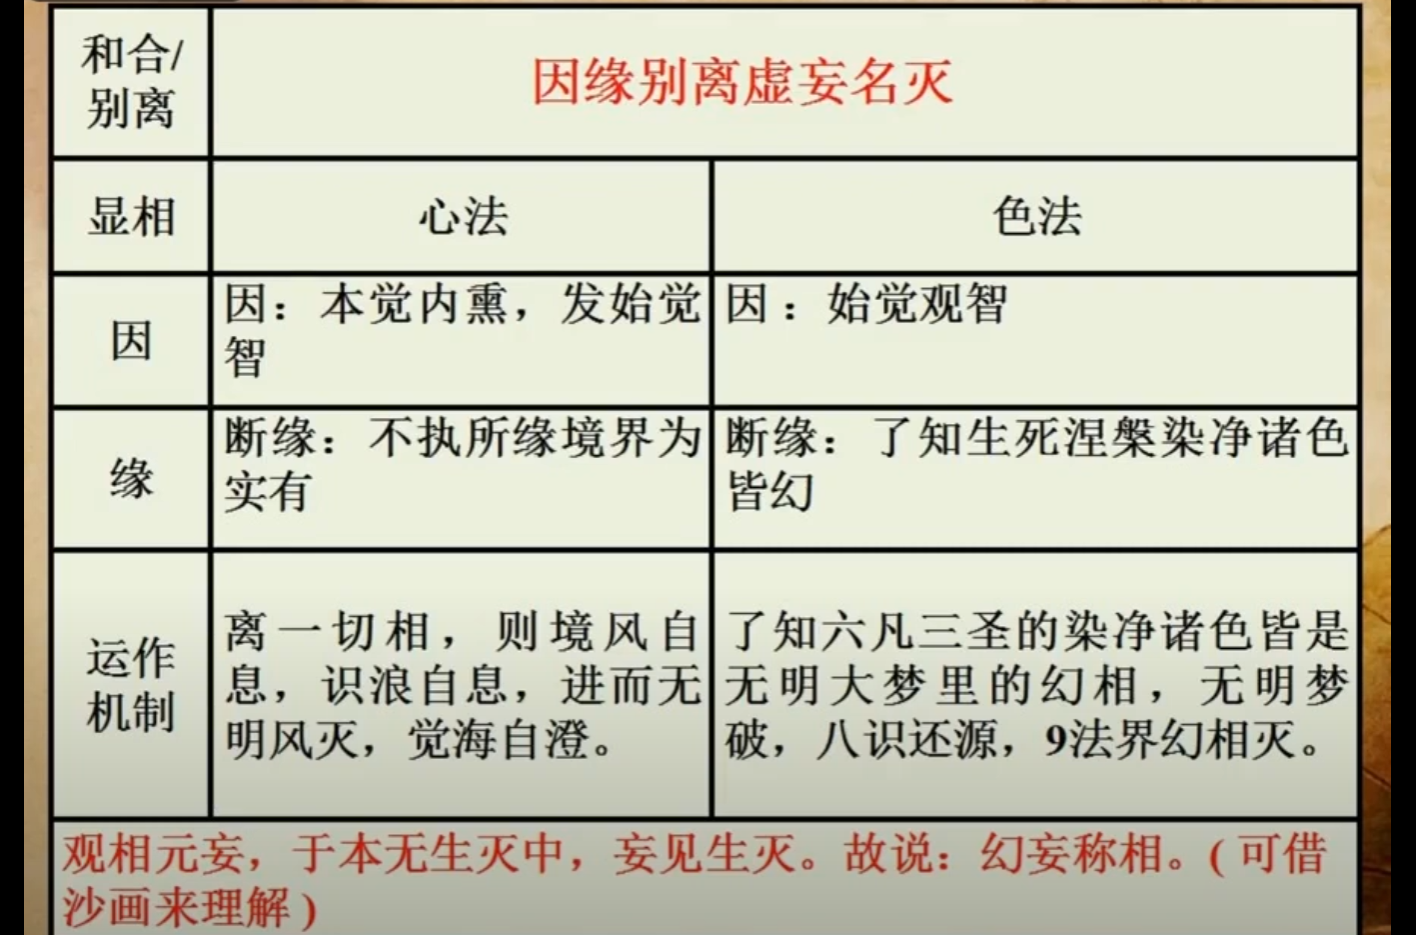 和合/
别离
因缘别离虚妄名灭
显相
心法
色法
因
因：本觉内熏，发始觉
智
因：始觉观智
缘
断缘：不执所缘境界为
实有
断缘：了知生死涅槃染净诸色
皆幻
运作
机制
离一切相，则境风自
息，识浪自息，进而无
明风灭，觉海自澄。
了知六凡三圣的染净诸色皆是
无明大梦里的幻相，无明梦
破，八识还源，9法界幻相灭。
观相元妄，于本无生灭中，妄见生灭。故说：幻妄称相。(可借
沙画来理解)